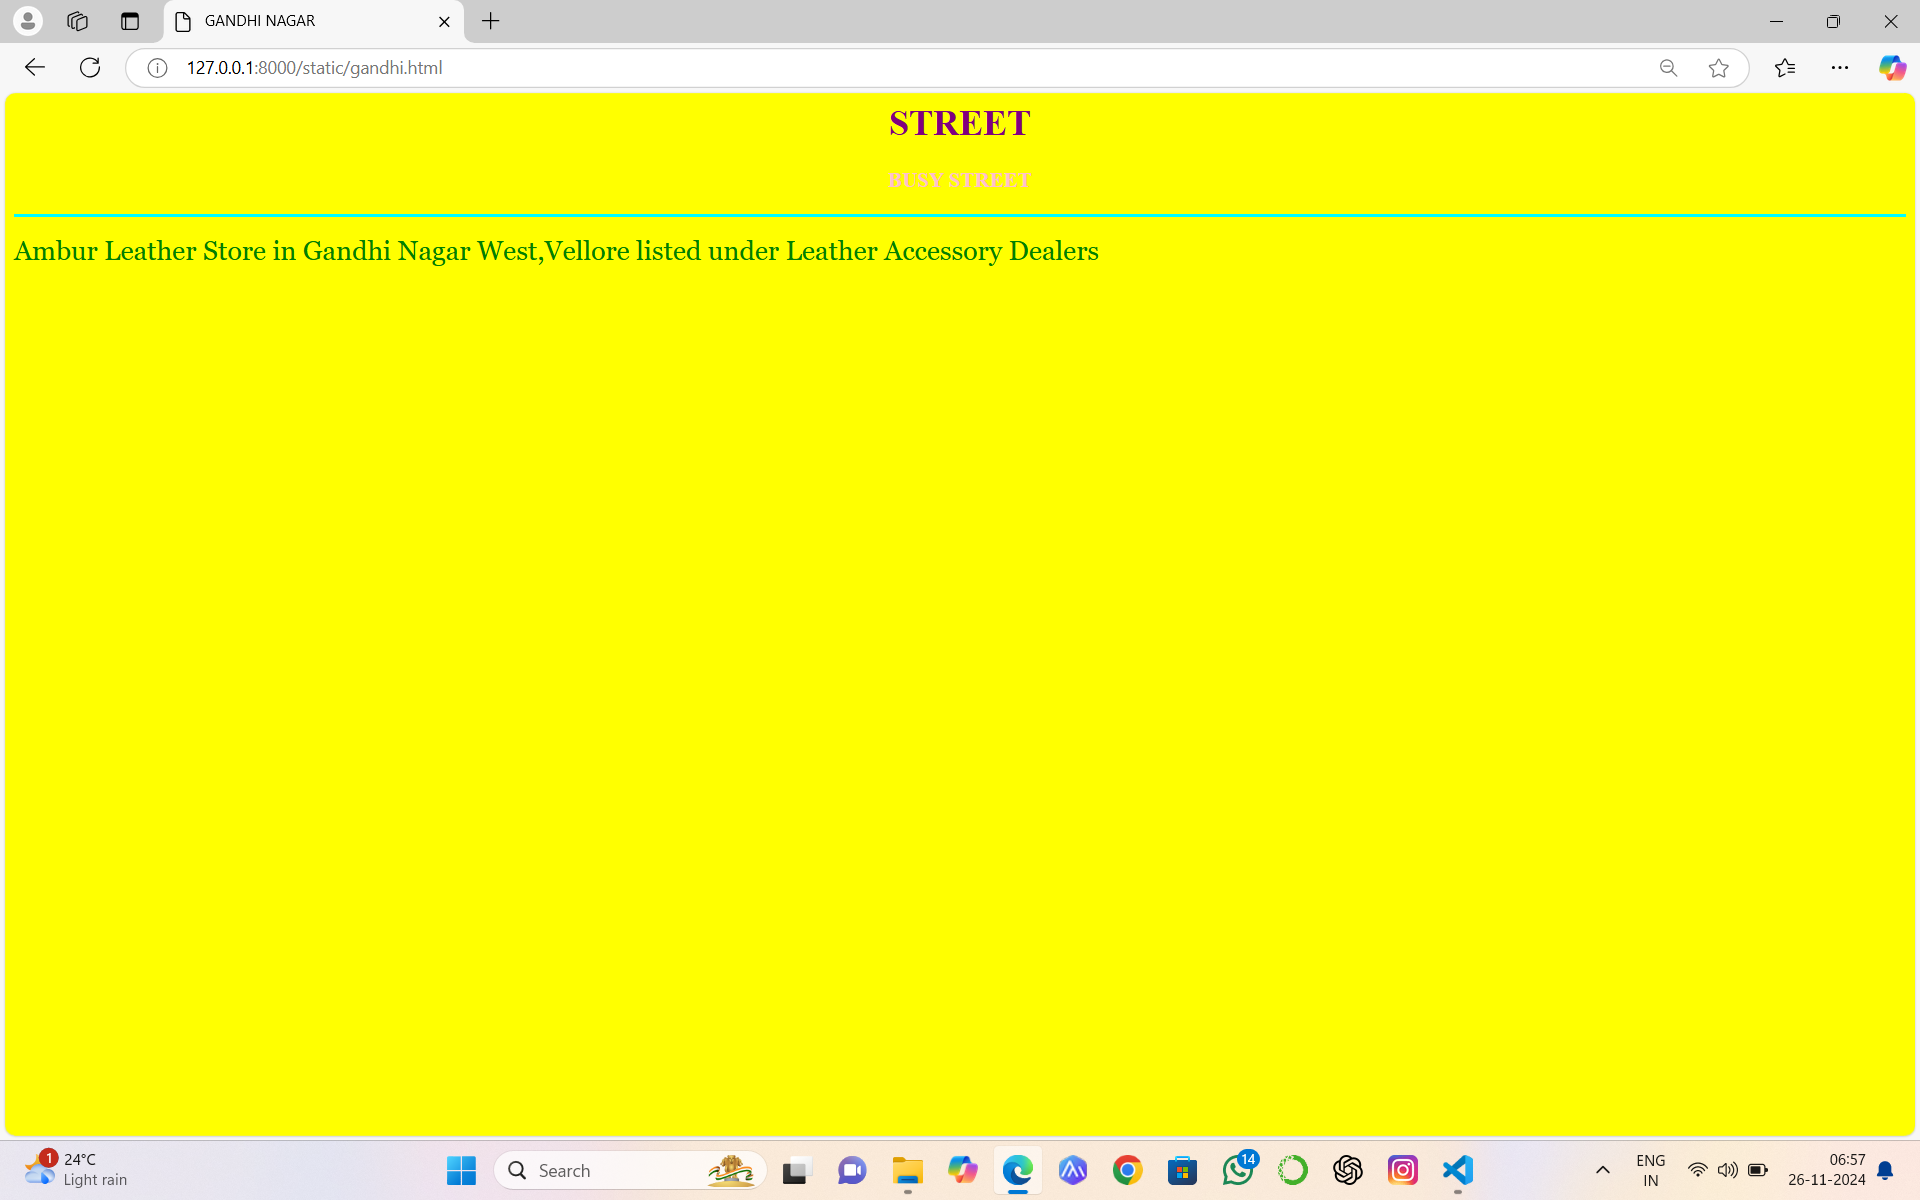 GANDHI NAGAR
127.0.0.1:8000/static/gandhi.html
STREET
BUSY STREET
Ambur Leather Store in Gandhi Nagar West,Vellore listed under Leather Accessory Dealers
1
24°C
Light rain
Search
14
ENG
IN
06:57
26-11-2024